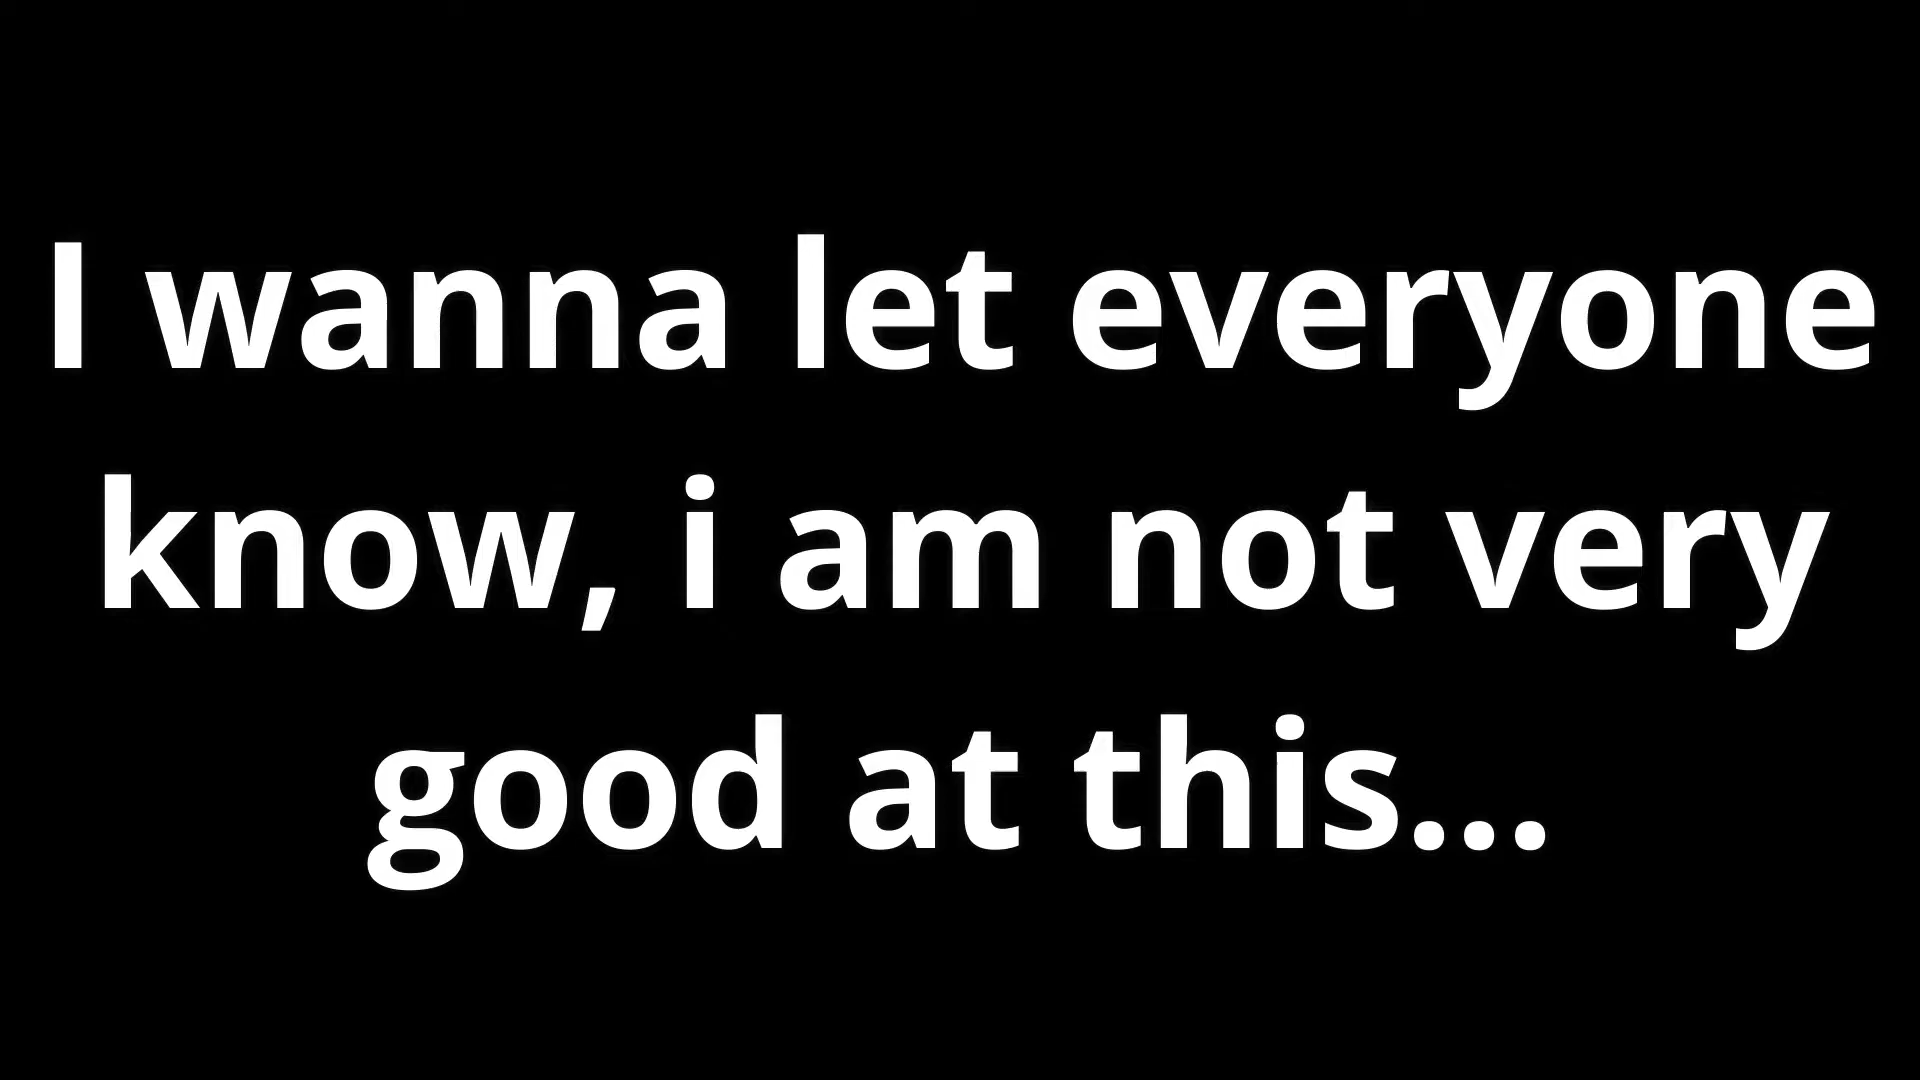 I wanna let everyone
know, i am not very
good at this...